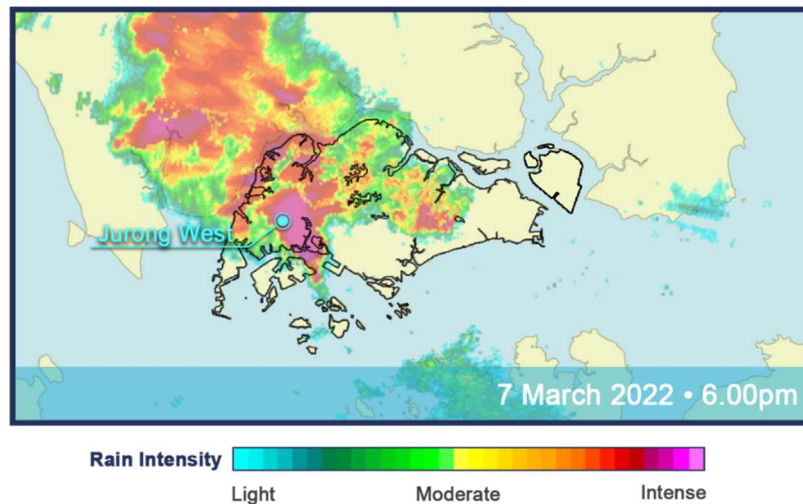 Jurong West
7 March 2022 • 6.00pm
Rain Intensity
Light Moderate Intense